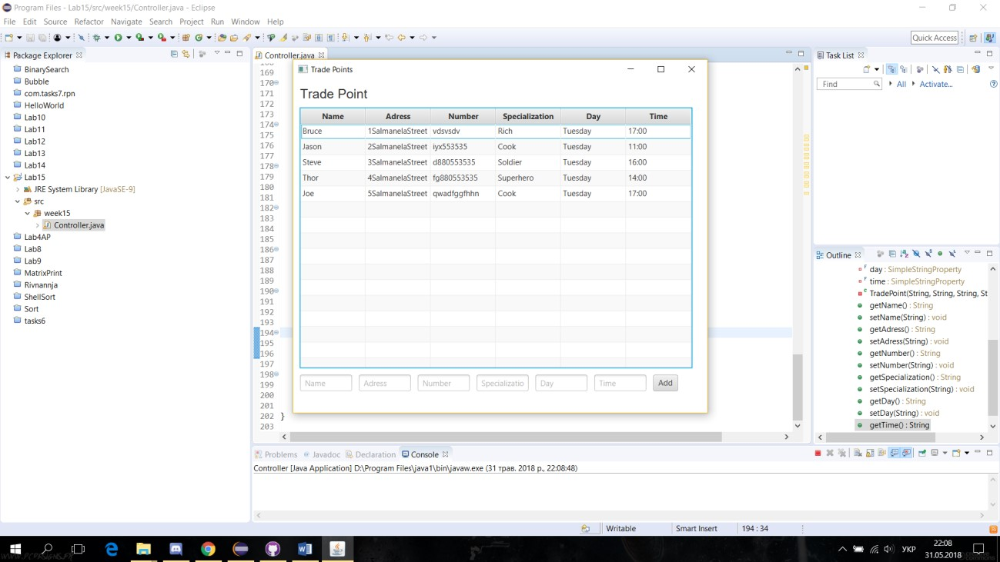 Program Files - Lab15/src/week15/Controller.java - Eclipse
File Edit Source Refactor Navigate Search Project Run Window Help
Quick Access
Package Explorer
BinarySearch
Bubble
com.tasks7.rpn
HelloWorld
Lab10
Lab11
Lab12
Lab13
Lab14
Lab15
JRE System Library [JavaSE-9]
src
week15
Controller.java
Lab4AP
Lab8
Lab9
MatrixPrint
Rivnannja
ShellSort
Sort
tasks6
Controller.java
169
170
171
172
173
174
175
176
177
178
179
180
181
182
183
184
185
186
187
188
189
190
191
192
193
194
195
196
197
198
199
200
201
202 }
203
Trade Points
Trade Point
Name Adress Number Specialization Day Time
Bruce 1SalmanelaStreet vdsvsdv Rich Tuesday 17:00
Jason 2SalmanelaStreet iyx553535 Cook Tuesday 11:00
Steve 3SalmanelaStreet d880553535 Soldier Tuesday 16:00
Thor 4SalmanelaStreet fg880553535 Superhero Tuesday 14:00
Joe 5SalmanelaStreet qwadfggfhhn Cook Tuesday 17:00
Name Adress Number Specializatio Day Time Add
Task List
Find All Activate...
Outline
day : SimpleStringProperty
time : SimpleStringProperty
TradePoint(String, String, String, St
getName() : String
setName(String) : void
getAdress() : String
setAdress(String) : void
getNumber() : String
setNumber(String) : void
getSpecialization() : String
setSpecialization(String) : void
getDay() : String
setDay(String) : void
getTime() : String
Problems Javadoc Declaration Console
Controller [Java Application] D:\Program Files\java1\bin\javaw.exe (31 трав. 2018 р., 22:08:48)
Writable Smart Insert 194 : 34
УКР
22:08
31.05.2018